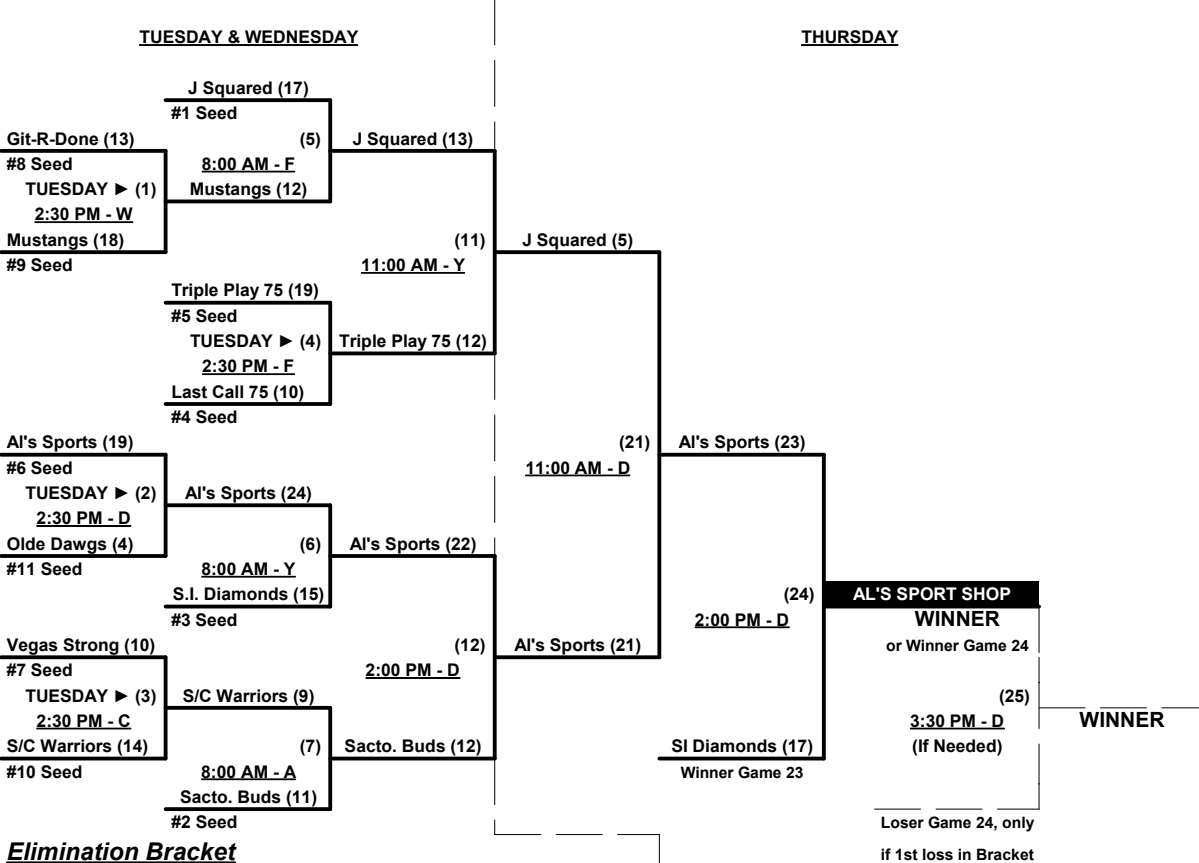 TUESDAY & WEDNESDAY
THURSDAY
J Squared (17)
#1 Seed
Git-R-Done (13)
(5)
J Squared (13)
#8 Seed
8:00 AM - F
TUESDAY ► (1)
Mustangs (12)
2:30 PM - W
Mustangs (18)
(11)
J Squared (5)
#9 Seed
11:00 AM - Y
Triple Play 75 (19)
#5 Seed
TUESDAY ► (4)
Triple Play 75 (12)
2:30 PM - F
Last Call 75 (10)
#4 Seed
Al's Sports (19)
(21)
Al's Sports (23)
#6 Seed
11:00 AM - D
TUESDAY ► (2)
Al's Sports (24)
2:30 PM - D
Olde Dawgs (4)
(6)
Al's Sports (22)
#11 Seed
8:00 AM - Y
S.I. Diamonds (15)
(24)
AL'S SPORT SHOP
#3 Seed
2:00 PM - D
WINNER
Vegas Strong (10)
(12)
Al's Sports (21)
or Winner Game 24
#7 Seed
2:00 PM - D
TUESDAY ► (3)
S/C Warriors (9)
(25)
2:30 PM - C
3:30 PM - D
WINNER
S/C Warriors (14)
(7)
Sacto. Buds (12)
SI Diamonds (17)
(If Needed)
#10 Seed
8:00 AM - A
Winner Game 23
Sacto. Buds (11)
#2 Seed
Loser Game 24, only
Elimination Bracket
if 1st loss in Bracket